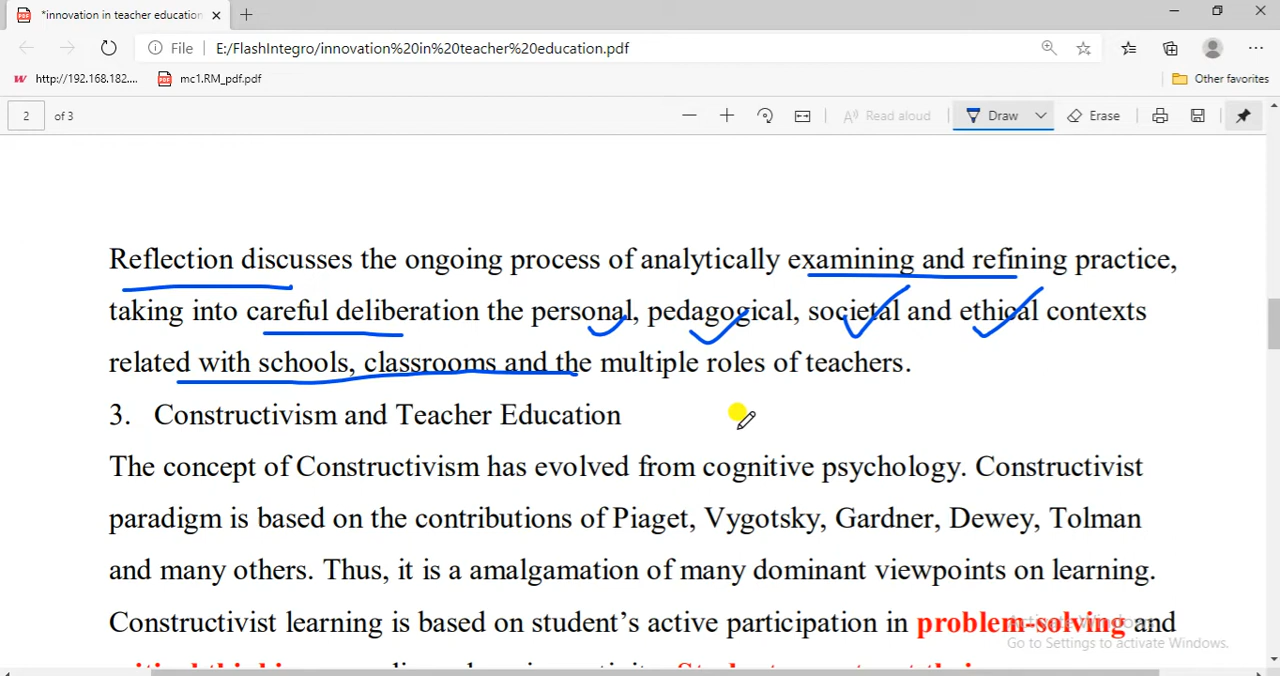 *innovation in teacher education
File E:/FlashIntegro/innovation%20in%20teacher%20education.pdf
http://192.168.182.... mc1.RM_pdf.pdf Other favorites
2 of 3 Read aloud Draw Erase
Reflection discusses the ongoing process of analytically examining and refining practice,
taking into careful deliberation the personal, pedagogical, societal and ethical contexts
related with schools, classrooms and the multiple roles of teachers.
3. Constructivism and Teacher Education
The concept of Constructivism has evolved from cognitive psychology. Constructivist
paradigm is based on the contributions of Piaget, Vygotsky, Gardner, Dewey, Tolman
and many others. Thus, it is a amalgamation of many dominant viewpoints on learning.
Constructivist learning is based on student's active participation in problem-solving and
Activate Windows
Go to Settings to activate Windows.